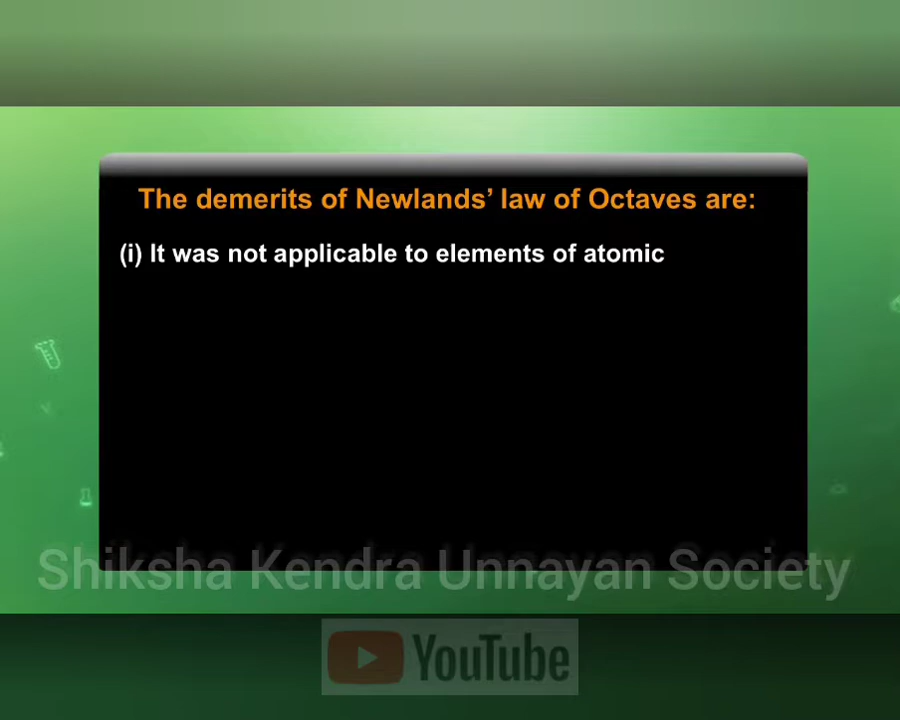 The demerits of Newlands’ law of Octaves are:
(i) It was not applicable to elements of atomic
Shiksha Kendra Unnayan Society
YouTube